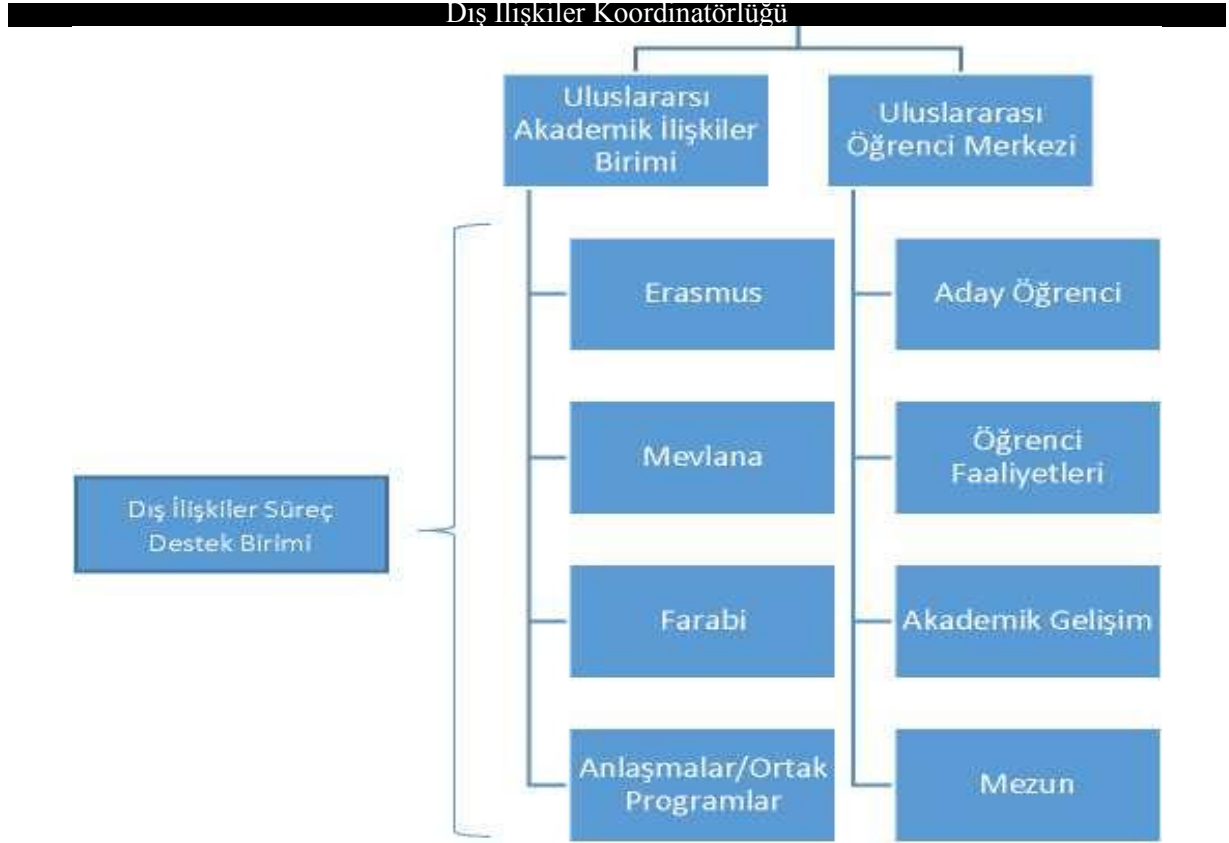 Dış İlişkiler Koordinatörlüğü
Uluslararsı
Akademik İlişkiler
Birimi
Uluslararası
Öğrenci Merkezi
Erasmus
Aday Öğrenci
Mevlana
Öğrenci
Faaliyetleri
Dış İlişkiler Süreç
Destek Birimi
Farabi
Akademik Gelişim
Anlaşmalar/Ortak
Programlar
Mezun